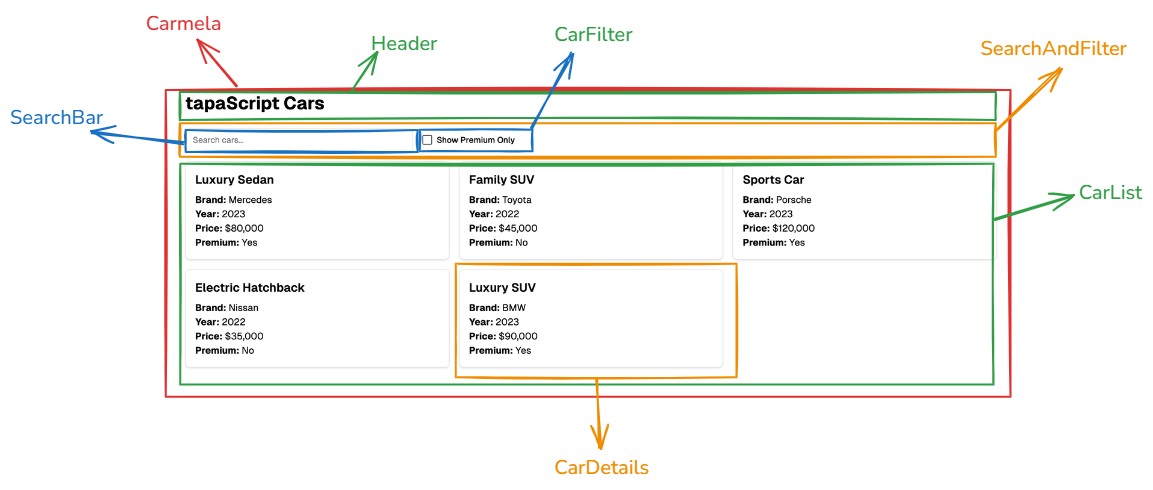 Carmela
Header
CarFilter
SearchAndFilter
SearchBar
tapaScript Cars
Search cars...
Show Premium Only
CarList
Luxury Sedan
Brand: Mercedes
Year: 2023
Price: $80,000
Premium: Yes
Family SUV
Brand: Toyota
Year: 2022
Price: $45,000
Premium: No
Sports Car
Brand: Porsche
Year: 2023
Price: $120,000
Premium: Yes
Electric Hatchback
Brand: Nissan
Year: 2022
Price: $35,000
Premium: No
Luxury SUV
Brand: BMW
Year: 2023
Price: $90,000
Premium: Yes
CarDetails